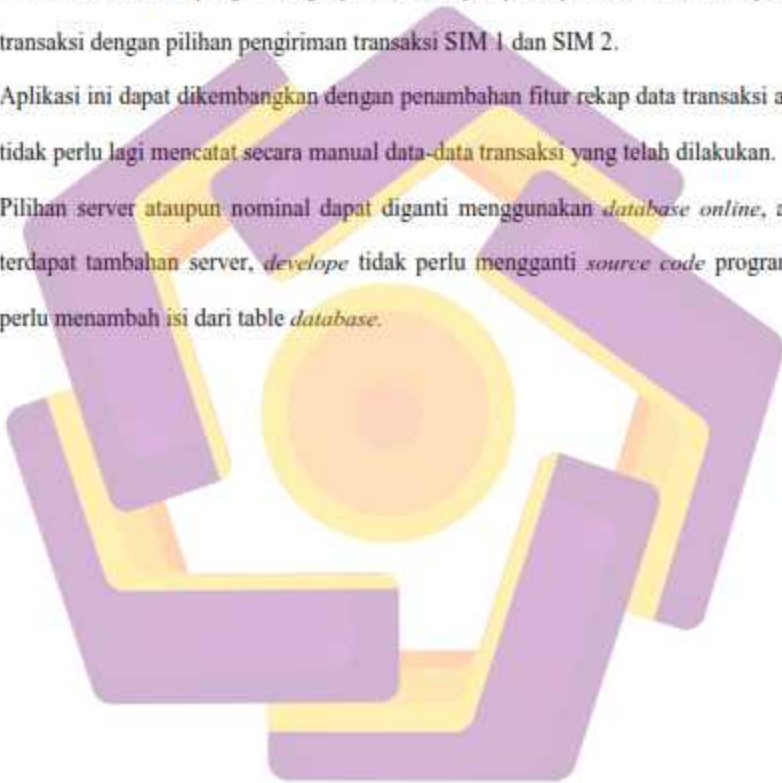 transaksi dengan pilihan pengiriman transaksi SIM 1 dan SIM 2.
Aplikasi ini dapat dikembangkan dengan penambahan fitur rekap data transaksi a
tidak perlu lagi mencatat secara manual data-data transaksi yang telah dilakukan.
Pilihan server ataupun nominal dapat diganti menggunakan database online, a
terdapat tambahan server, develope tidak perlu mengganti source code program
perlu menambah isi dari table database.